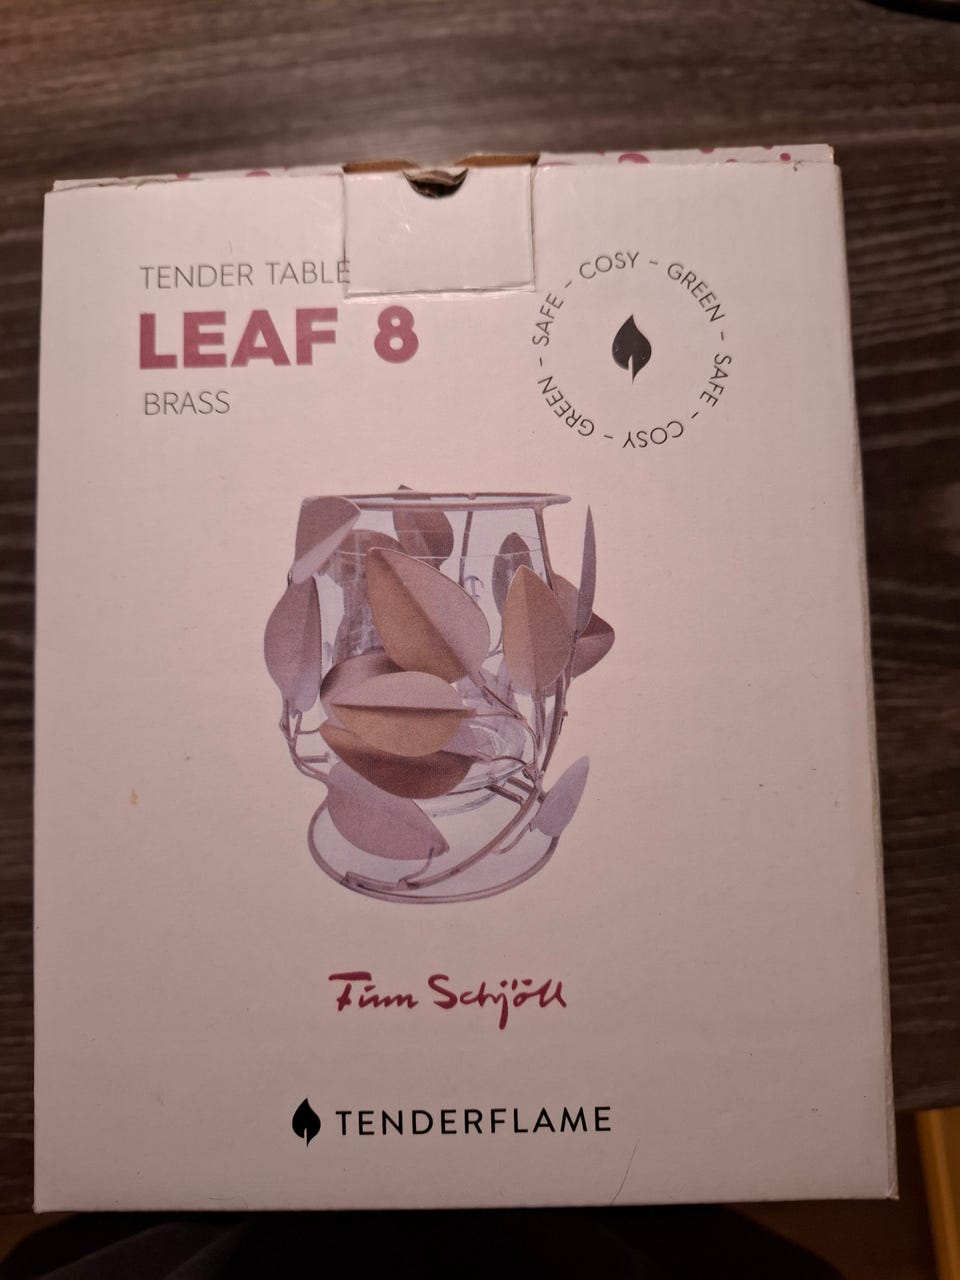 TENDER TABLE
LEAF 8
BRASS
SAFE - COSY - GREEN - SAFE - COSY - GREEN -
Finn Schjöll
TENDERFLAME